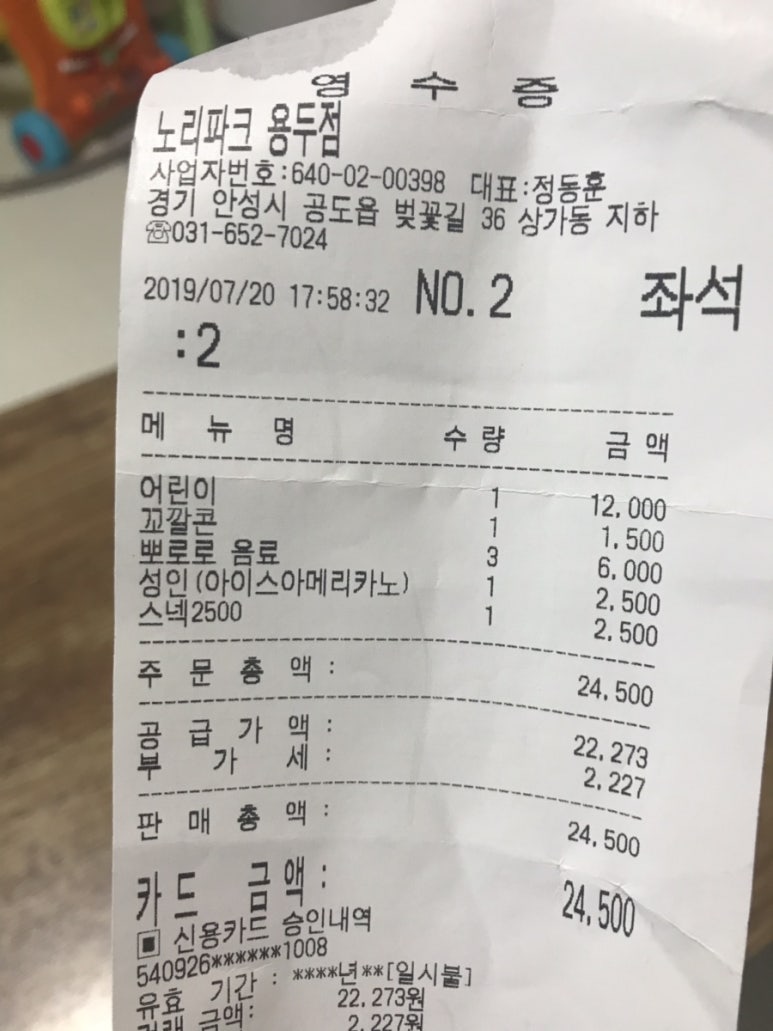 영 수 증
노리파크 용두점
사업자번호:640-02-00398 대표:정동훈
경기 안성시 공도읍 벚꽃길 36 상가동 지하
☏031-652-7024
2019/07/20 17:58:32 NO.2 좌석
:2
메 뉴 명 수 량 금 액
어린이 1 12,000
꼬깔콘 1 1,500
뽀로로 음료 3 6,000
성인(아이스아메리카노) 1 2,500
스넥2500 1 2,500
주 문 총 액 : 24,500
공 급 가 액 : 22,273
부 가 세 : 2,227
판 매 총 액 : 24,500
카드 금액 : 24,500
▣ 신용카드 승인내역
540926******1008
유효 기간 : ****년**[일시불]
거래 금액: 22,273원
2,227원